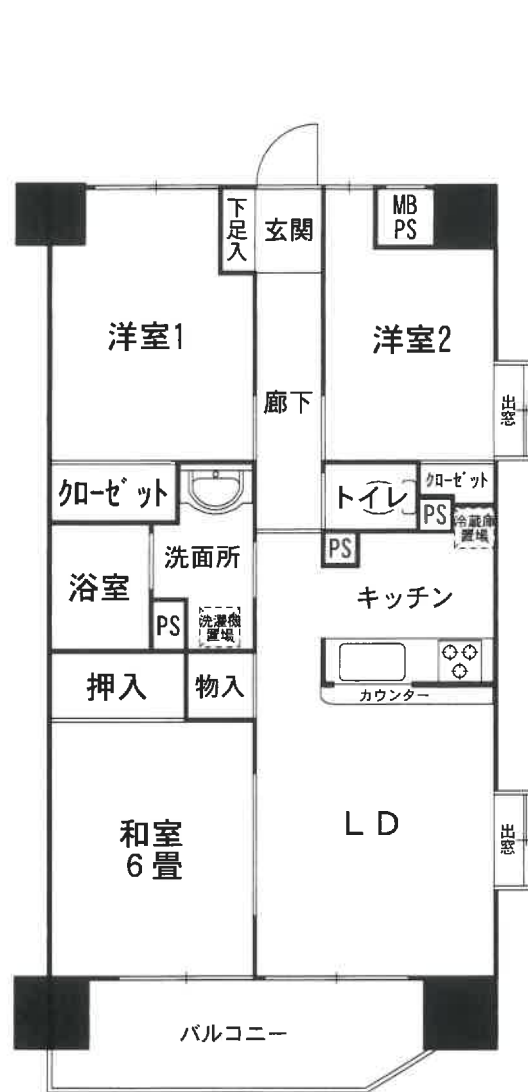 下足入
玄関
MB
PS
洋室1
洋室2
廊下
出窓
クローゼット
トイレ
クローゼット
PS
冷蔵庫
置場
洗面所
PS
浴室
キッチン
PS
洗濯機
置場
押入
物入
カウンター
和室
6畳
LD
出窓
バルコニー